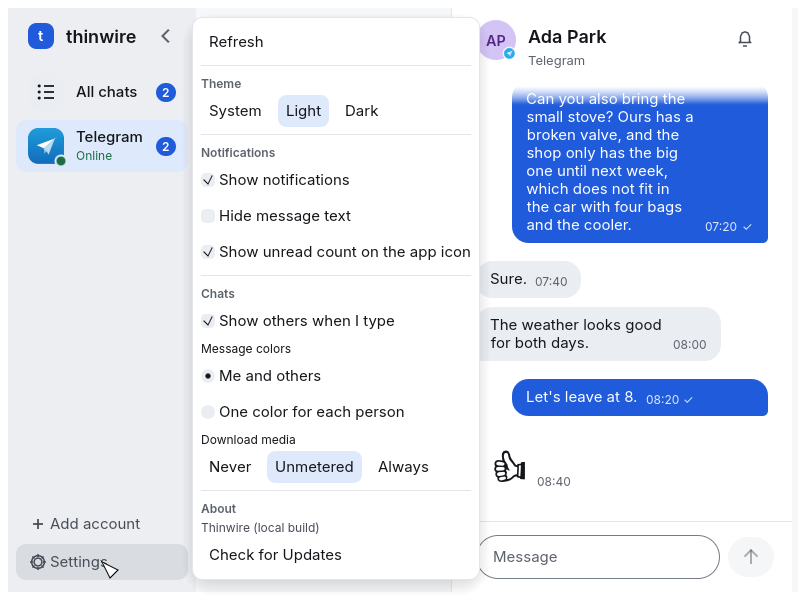 t
thinwire
All chats
2
Telegram
Online
2
Add account
Settings
Refresh
Theme
System
Light
Dark
Notifications
Show notifications
Hide message text
Show unread count on the app icon
Chats
Show others when I type
Message colors
Me and others
One color for each person
Download media
Never
Unmetered
Always
About
Thinwire (local build)
Check for Updates
AP
Ada Park
Telegram
Can you also bring the
small stove? Ours has a
broken valve, and the
shop only has the big
one until next week,
which does not fit in
the car with four bags
and the cooler.
07:20
Sure.
07:40
The weather looks good
for both days.
08:00
Let's leave at 8.
08:20
08:40
Message